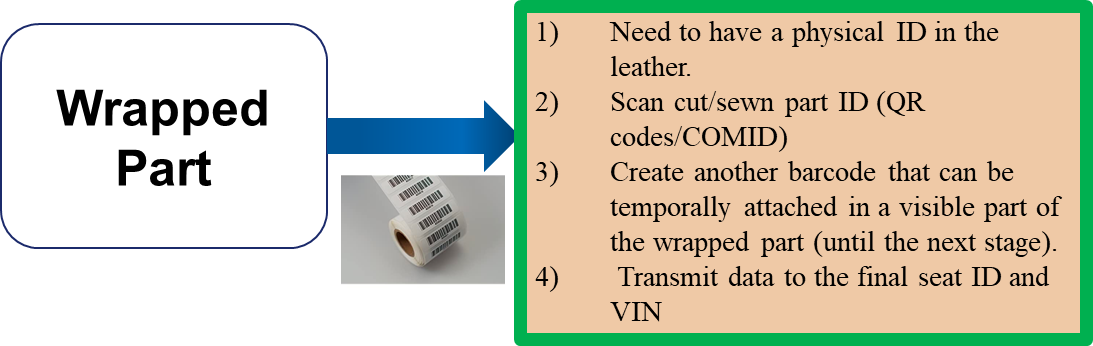 Wrapped
Part
1) Need to have a physical ID in the
leather.
2) Scan cut/sewn part ID (QR
codes/COMID)
3) Create another barcode that can be
temporally attached in a visible part of
the wrapped part (until the next stage).
4) Transmit data to the final seat ID and
VIN